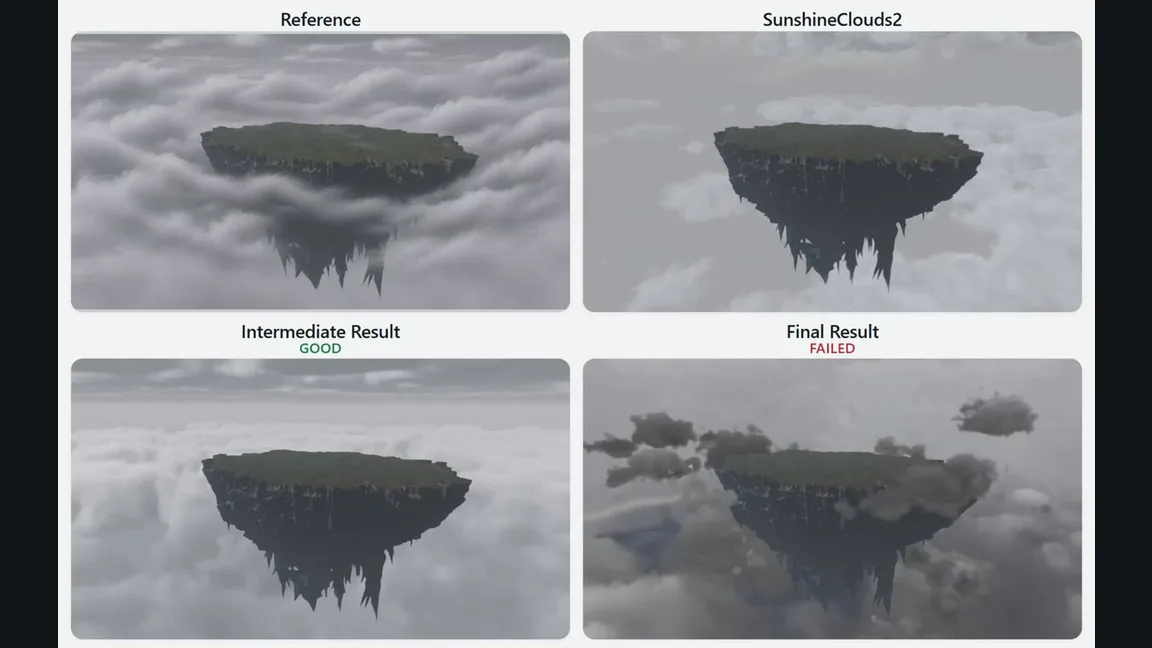 Reference
SunshineClouds2
Intermediate Result
GOOD
Final Result
FAILED